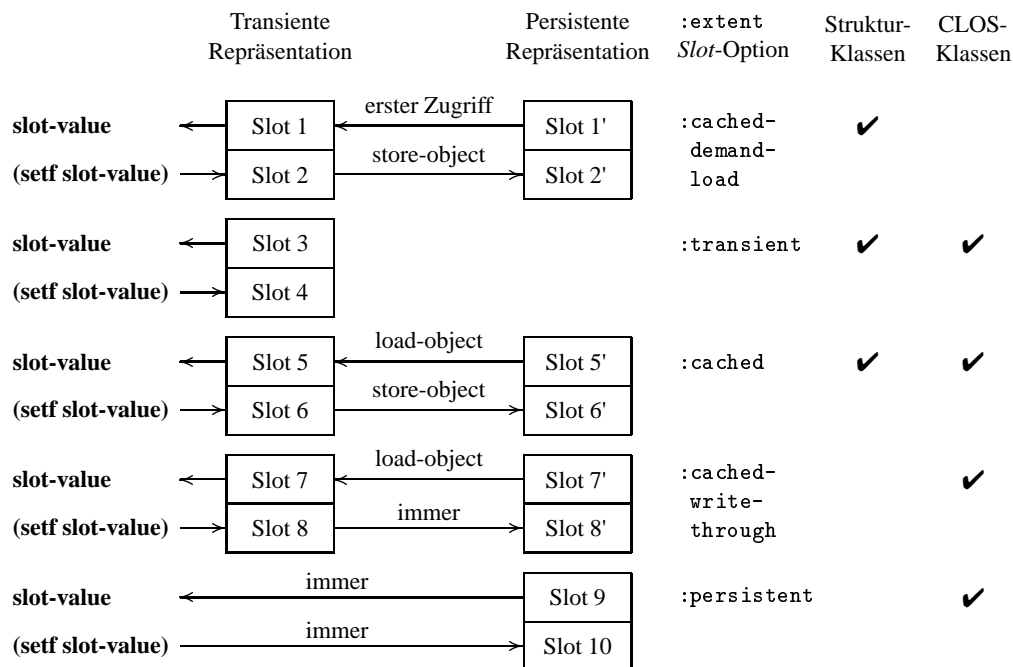 Transiente Persistente :extent Struktur- CLOS-
Repräsentation Repräsentation Slot-Option Klassen Klassen
erster Zugriff
slot-value Slot 1 Slot 1' :cached- ✔
store-object demand-
(setf slot-value) Slot 2 Slot 2' load
slot-value Slot 3 :transient ✔ ✔
(setf slot-value) Slot 4
load-object
slot-value Slot 5 Slot 5' :cached ✔ ✔
store-object
(setf slot-value) Slot 6 Slot 6'
load-object
slot-value Slot 7 Slot 7' :cached- ✔
immer write-
(setf slot-value) Slot 8 Slot 8' through
immer
slot-value Slot 9 :persistent ✔
immer
(setf slot-value) Slot 10